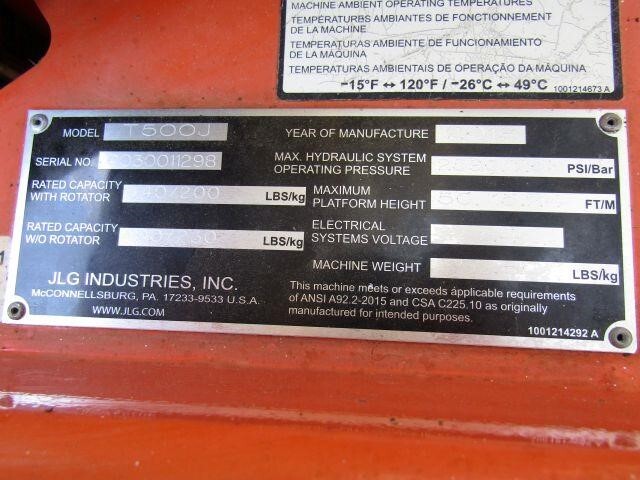 MACHINE AMBIENT OPERATING TEMPERATURE
TEMPÉRATURES AMBIANTES DE FONCTIONNEMENT
DE LA MACHINE
TEMPERATURAS AMBIENTE DE FUNCIONAMIENTO
DE LA MÁQUINA
TEMPERATURAS AMBIENTAIS DE OPERAÇÃO DA MÁQUINA
-15°F ↔ 120°F / -26°C ↔ 49°C
1001214673 A
MODEL T500J
SERIAL NO. 0030011298
RATED CAPACITY
WITH ROTATOR LBS/kg
RATED CAPACITY
W/O ROTATOR LBS/kg
JLG INDUSTRIES, INC.
McCONNELLSBURG, PA. 17233-9533 U.S.A.
WWW.JLG.COM
YEAR OF MANUFACTURE
MAX. HYDRAULIC SYSTEM
OPERATING PRESSURE PSI/Bar
MAXIMUM
PLATFORM HEIGHT FT/M
ELECTRICAL
SYSTEMS VOLTAGE
MACHINE WEIGHT LBS/kg
This machine meets or exceeds applicable requirements
of ANSI A92.2-2015 and CSA C225.10 as originally
manufactured for intended purposes.
1001214292 A